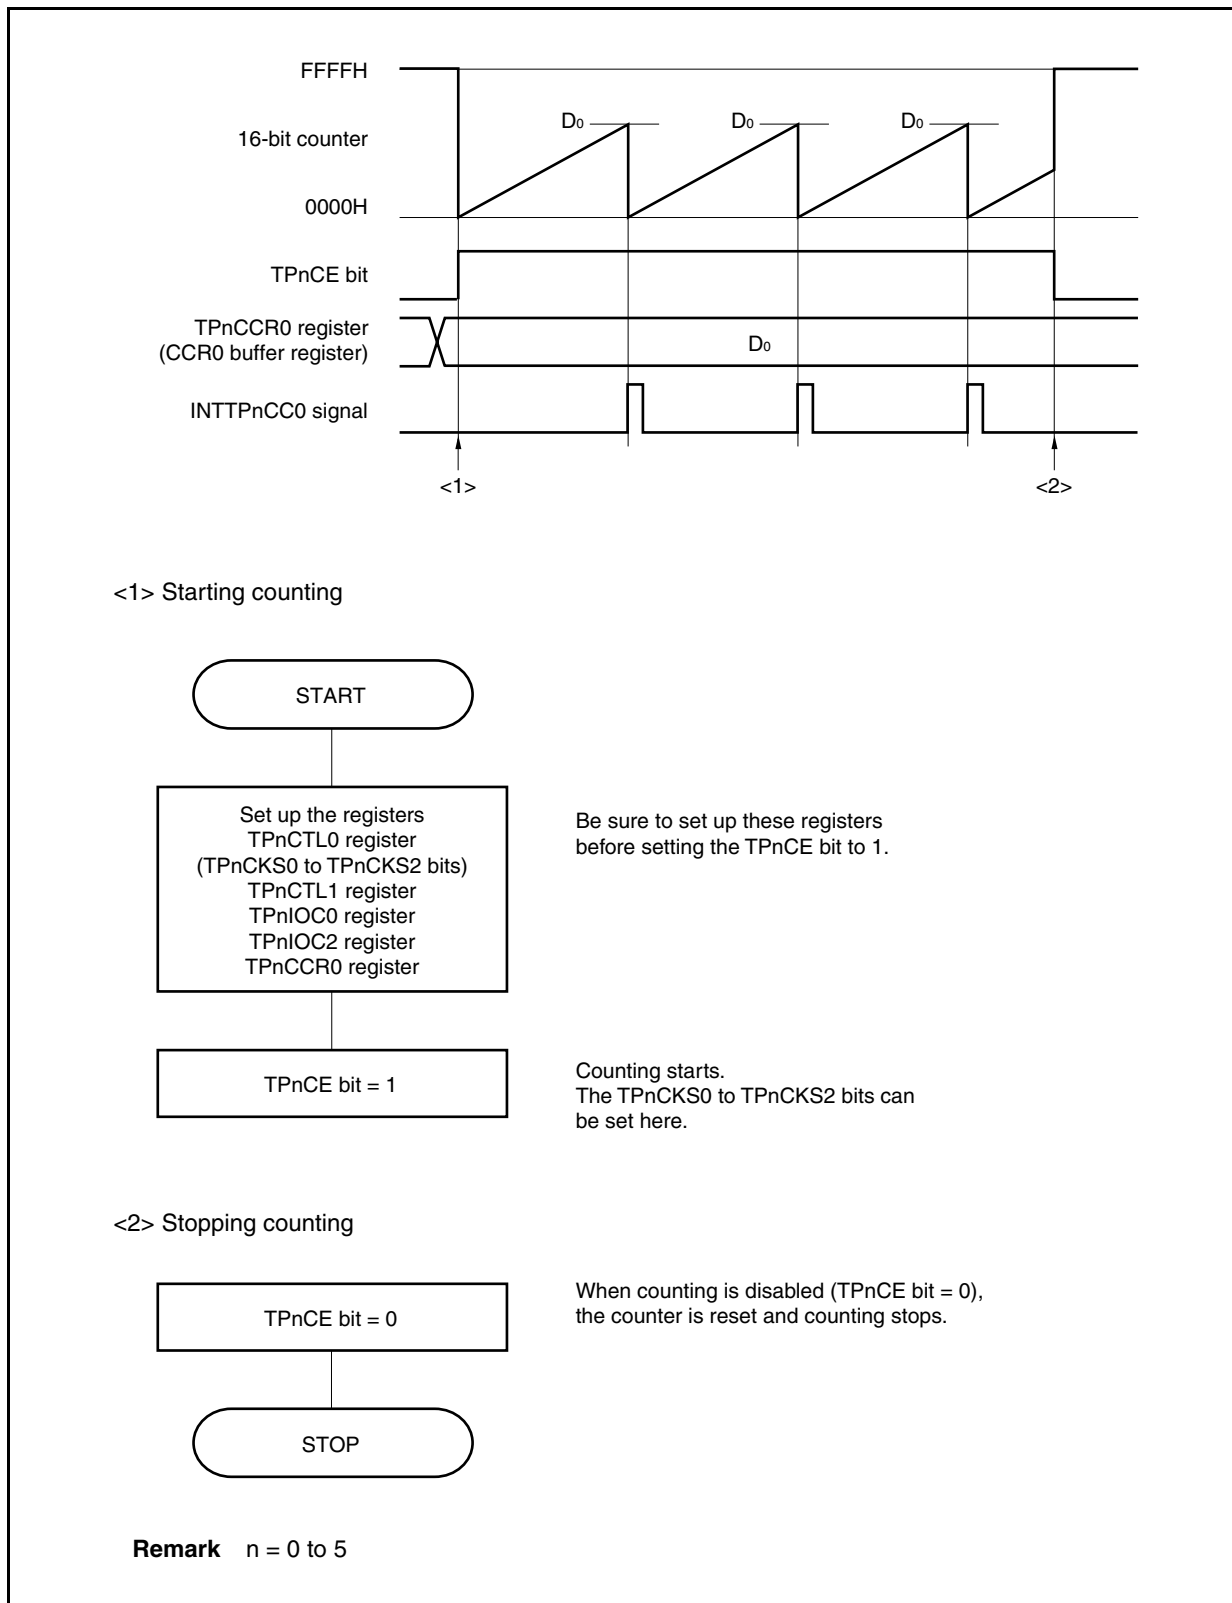 FFFFH
D0 D0 D0
16-bit counter
0000H
TPnCE bit
TPnCCR0 register
(CCR0 buffer register)
D0
INTTPnCC0 signal
<1> <2>
<1> Starting counting
START
Set up the registers
TPnCTL0 register
(TPnCKS0 to TPnCKS2 bits)
TPnCTL1 register
TPnIOC0 register
TPnIOC2 register
TPnCCR0 register
Be sure to set up these registers
before setting the TPnCE bit to 1.
TPnCE bit = 1
Counting starts.
The TPnCKS0 to TPnCKS2 bits can
be set here.
<2> Stopping counting
TPnCE bit = 0
When counting is disabled (TPnCE bit = 0),
the counter is reset and counting stops.
STOP
Remark n = 0 to 5